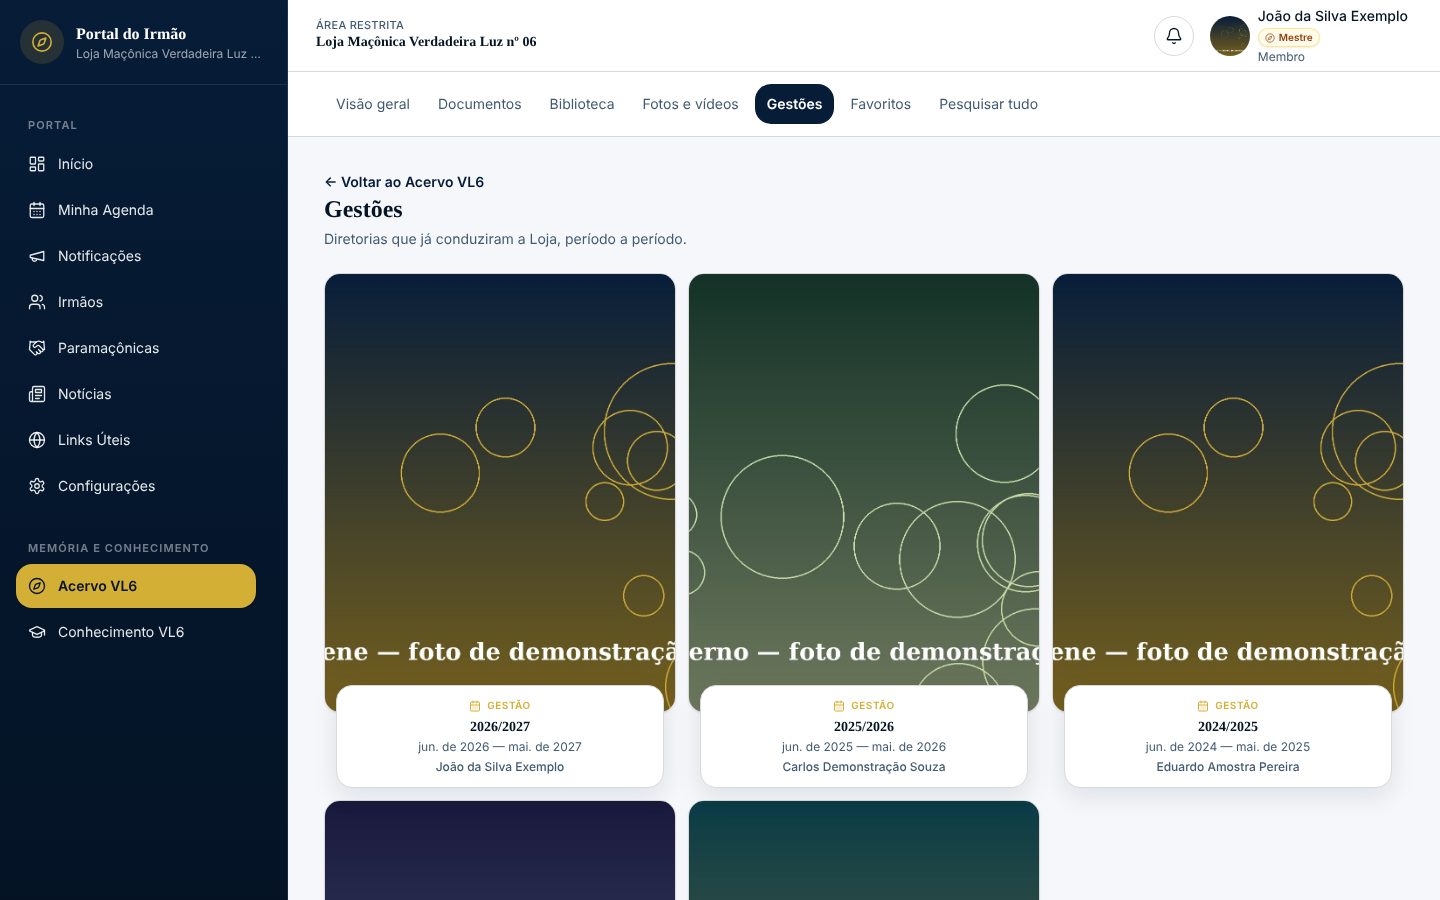 Portal do Irmão
Loja Maçônica Verdadeira Luz ...
PORTAL
Início
Minha Agenda
Notificações
Irmãos
Paramaçônicas
Notícias
Links Úteis
Configurações
MEMÓRIA E CONHECIMENTO
Acervo VL6
Conhecimento VL6
ÁREA RESTRITA
Loja Maçônica Verdadeira Luz nº 06
João da Silva Exemplo
Mestre
Membro
Visão geral
Documentos
Biblioteca
Fotos e vídeos
Gestões
Favoritos
Pesquisar tudo
← Voltar ao Acervo VL6
Gestões
Diretorias que já conduziram a Loja, período a período.
ene — foto de demonstraçã
GESTÃO
2026/2027
jun. de 2026 — mai. de 2027
João da Silva Exemplo
erno — foto de demonstraç
GESTÃO
2025/2026
jun. de 2025 — mai. de 2026
Carlos Demonstração Souza
ene — foto de demonstraçã
GESTÃO
2024/2025
jun. de 2024 — mai. de 2025
Eduardo Amostra Pereira